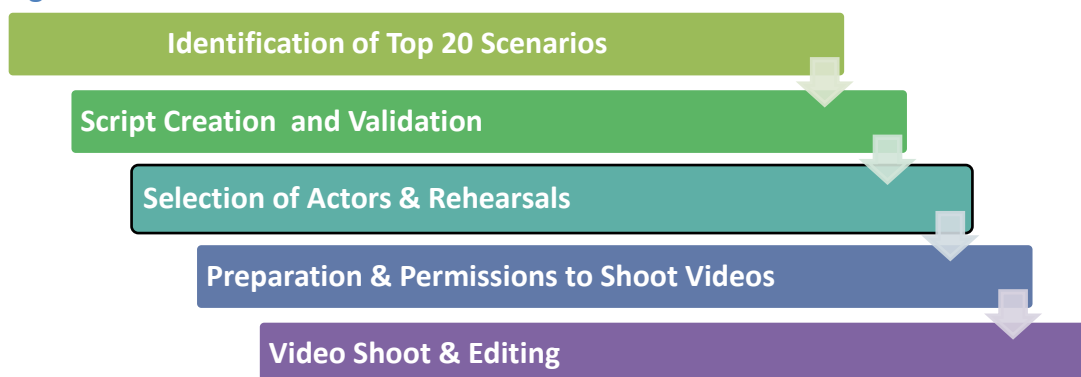 Identification of Top 20 Scenarios
Script Creation and Validation
Selection of Actors & Rehearsals
Preparation & Permissions to Shoot Videos
Video Shoot & Editing